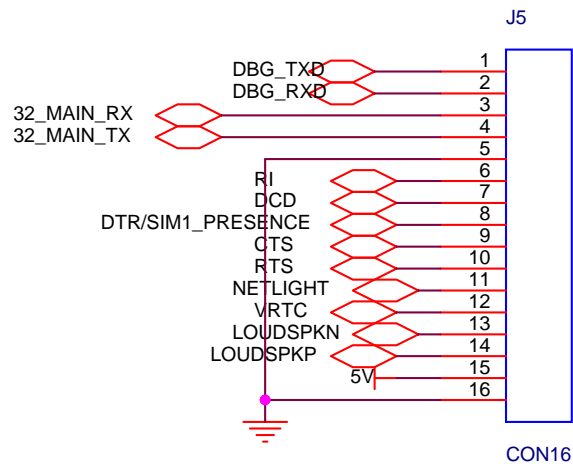 J5
DBG_TXD 1
DBG_RXD 2
32_MAIN_RX 3
32_MAIN_TX 4
5
RI 6
DCD 7
DTR/SIM1_PRESENCE 8
CTS 9
RTS 10
NETLIGHT 11
VRTC 12
LOUDSPKN 13
LOUDSPKP 14
5V 15
16
CON16